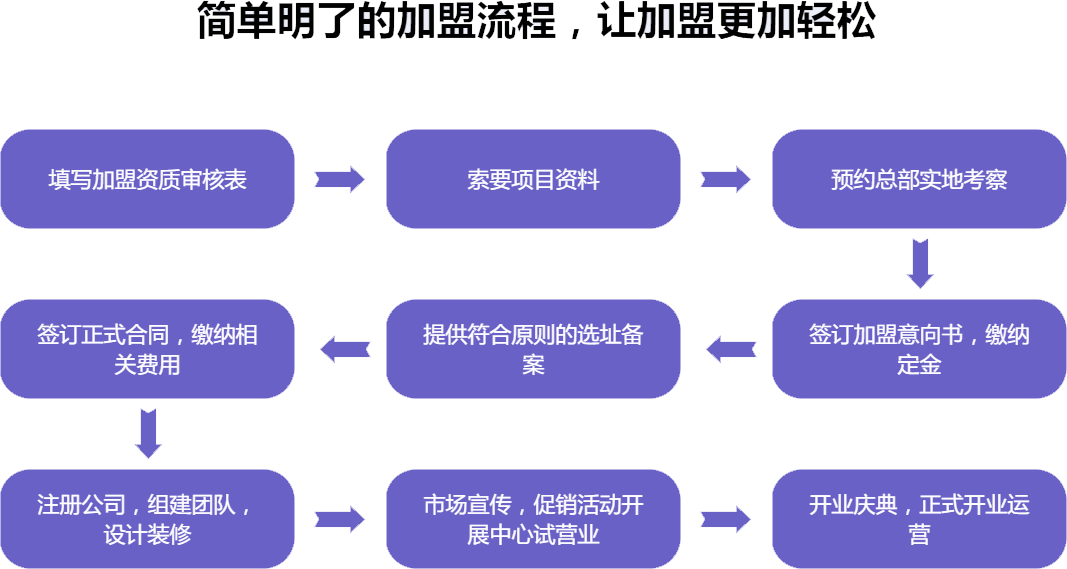 简单明了的加盟流程，让加盟更加轻松
填写加盟资质审核表
索要项目资料
预约总部实地考察
签订加盟意向书，缴纳
定金
提供符合原则的选址备
案
签订正式合同，缴纳相
关费用
注册公司，组建团队，
设计装修
市场宣传，促销活动开
展中心试营业
开业庆典，正式开业运
营